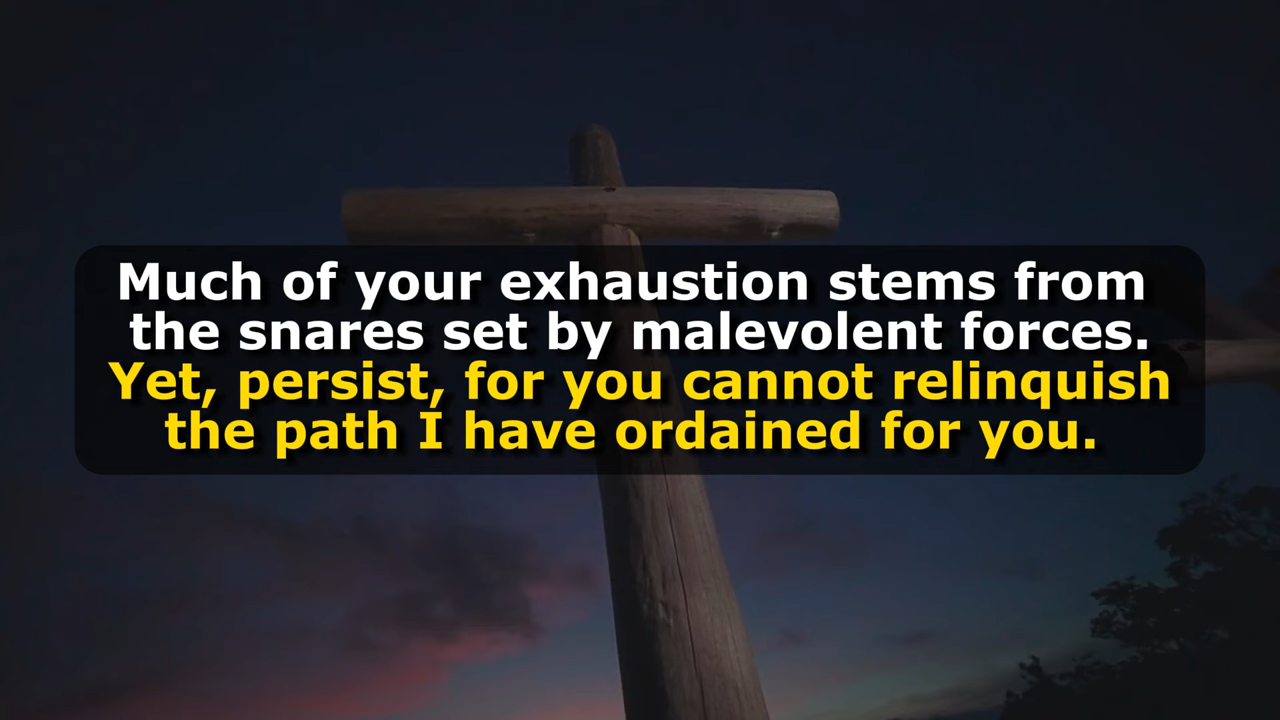 Much of your exhaustion stems from
the snares set by malevolent forces.
Yet, persist, for you cannot relinquish
the path I have ordained for you.